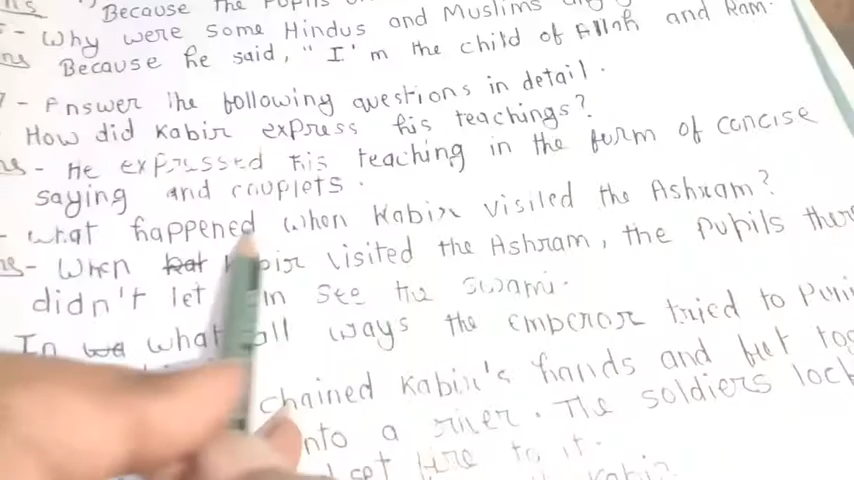 Because the Pupils
Why were some Hindus and Muslims
Because he said, "I'm the child of Allah and Ram.
- Answer the following questions in detail.
How did Kabir express his teachings?
- He expressed his teaching in the form of concise
saying and couplets.
- what happened when Kabir visited the Ashram?
- When visited the Ashram, the pupils there
didn't let see the swami.
In what all ways the emperor tried to
chained Kabir's hands and feet
into a river. The soldiers
set fire to it.
Kabir